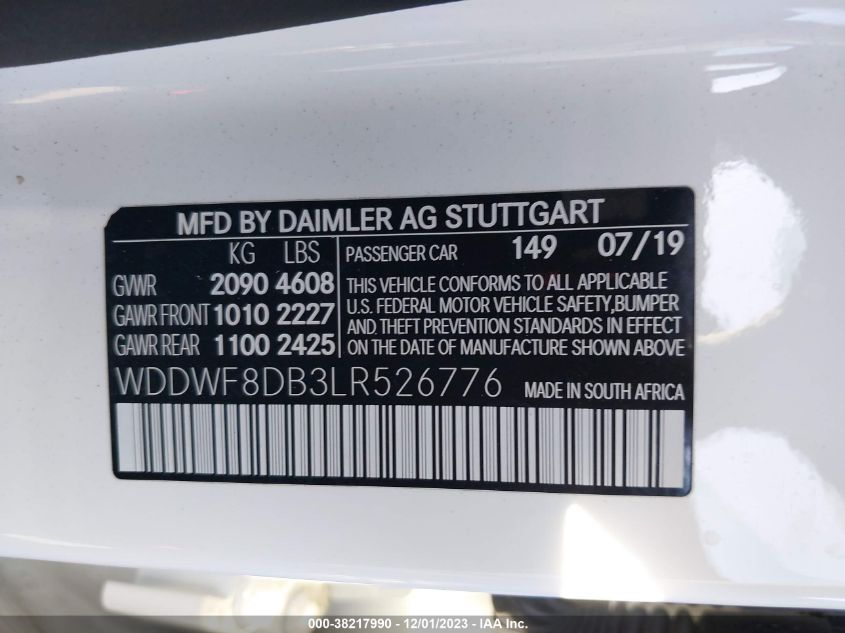 MFD BY DAIMLER AG STUTTGART
KG LBS
GVWR 2090 4608
GAWR FRONT 1010 2227
GAWR REAR 1100 2425
PASSENGER CAR 149 07/19
THIS VEHICLE CONFORMS TO ALL APPLICABLE
U.S. FEDERAL MOTOR VEHICLE SAFETY,BUMPER
AND THEFT PREVENTION STANDARDS IN EFFECT
ON THE DATE OF MANUFACTURE SHOWN ABOVE
WDDWF8DB3LR526776 MADE IN SOUTH AFRICA
000-38217990 - 12/01/2023 - IAAI.COM